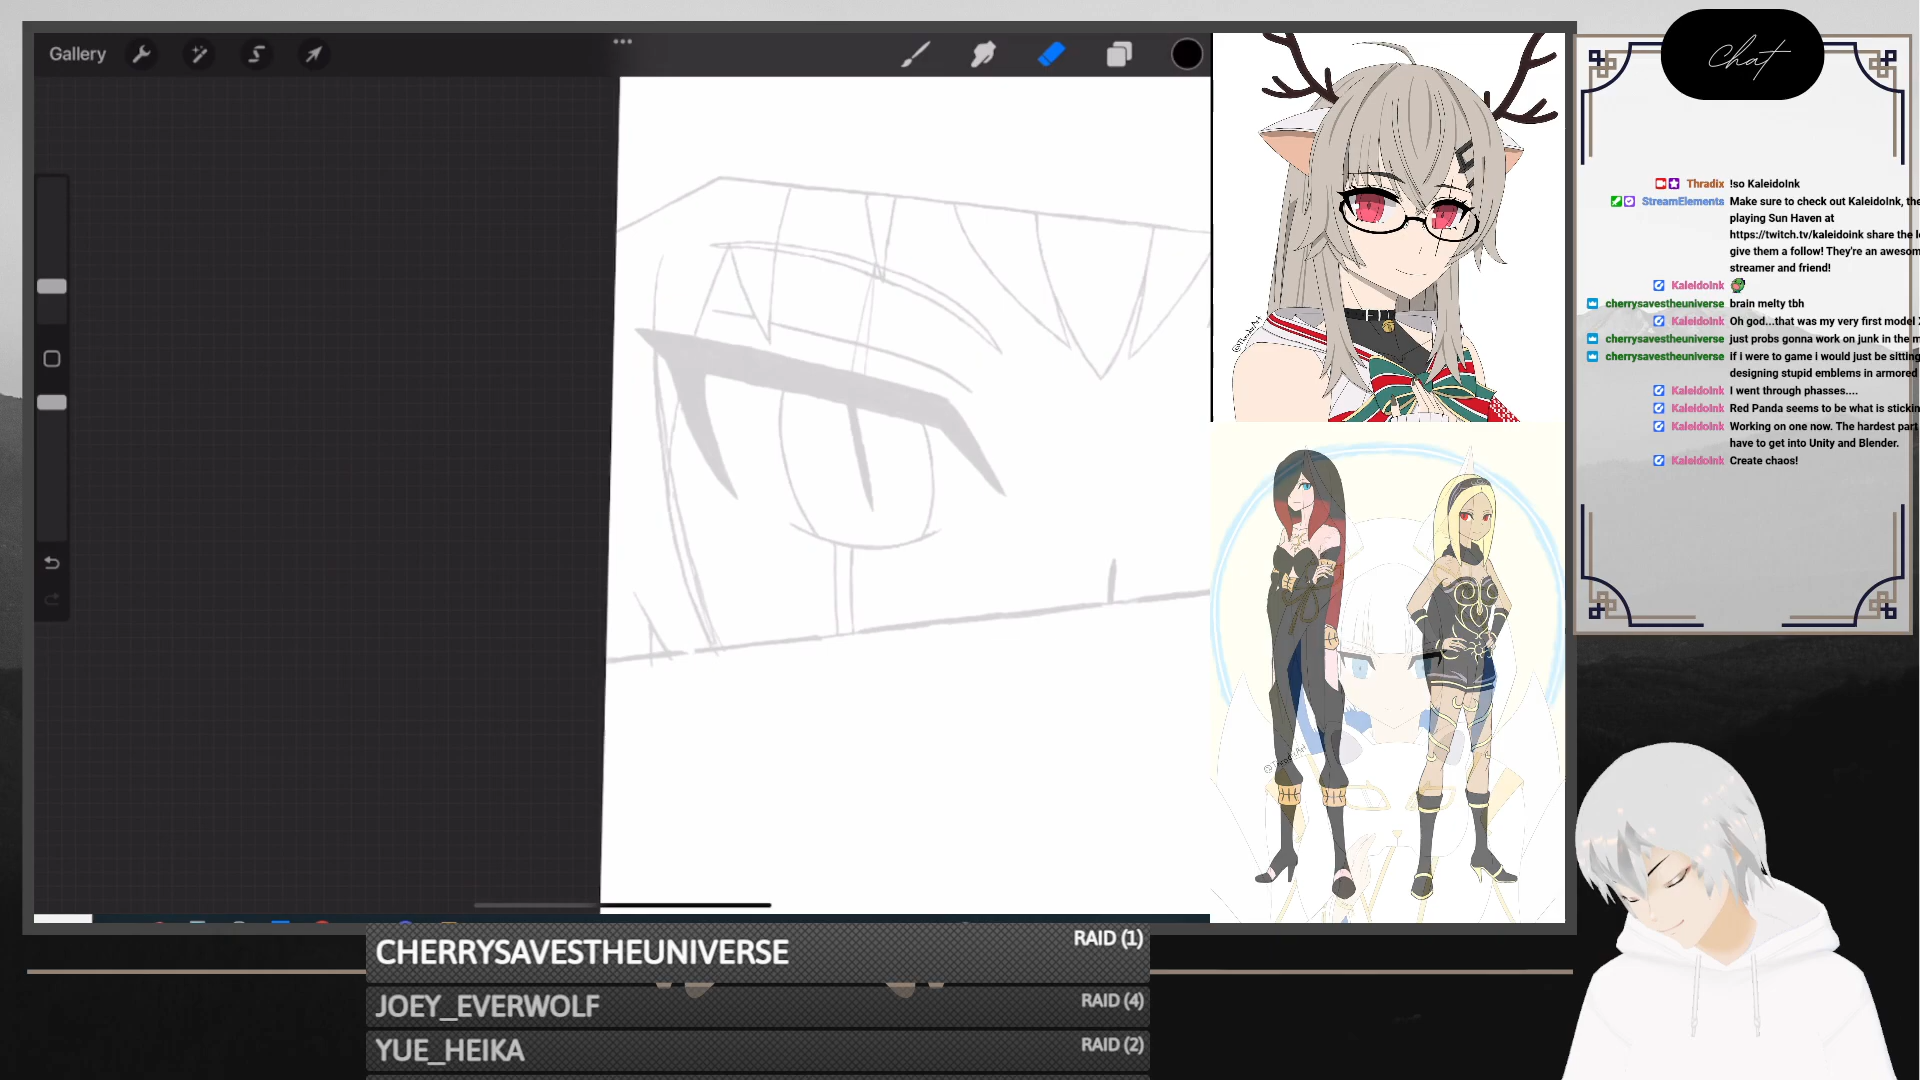 Gallery
Chat
Thradix !so KaleidoInk
StreamElements Make sure to check out KaleidoInk, the
playing Sun Haven at
https://twitch.tv/kaleidoink share the
give them a follow! They're an
streamer and friend!
KaleidoInk
cherrysavestheuniverse brain melty tbh
KaleidoInk Oh god...that was my very first model
cherrysavestheuniverse just probs gonna work on junk in the
cherrysavestheuniverse if i were to game i would just be sitting
designing stupid emblems in armored
KaleidoInk I went through phasses....
KaleidoInk Red Panda seems to be what is
KaleidoInk Working on one now. The hardest part
have to get into Unity and Blender.
KaleidoInk Create chaos!
CHERRYSAVESTHEUNIVERSE RAID (1)
JOEY_EVERWOLF RAID (4)
YUE_HEIKA RAID (2)